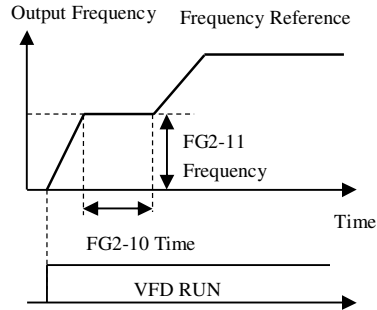 Output Frequency
Frequency Reference
FG2-11
Frequency
Time
FG2-10 Time
VFD RUN